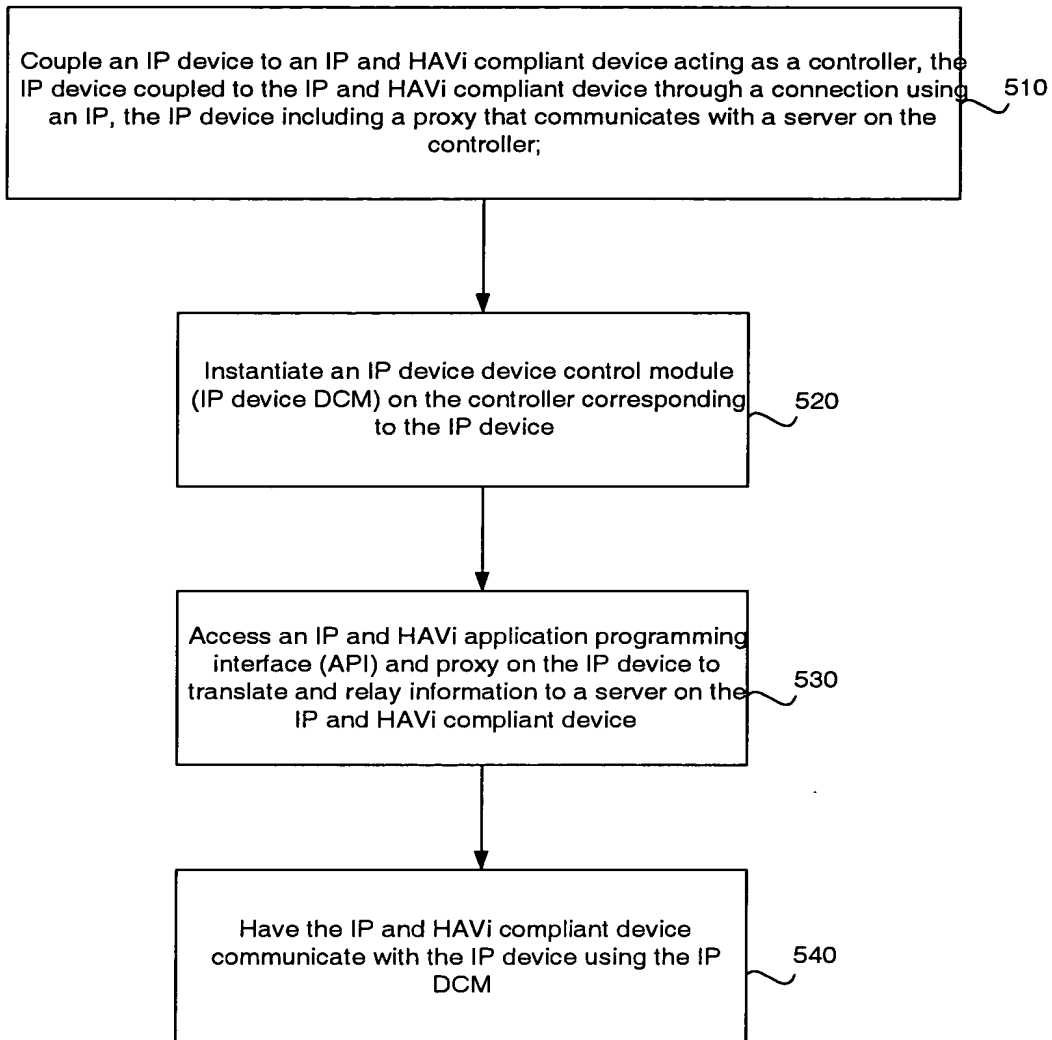 Couple an IP device to an IP and HAVi compliant device acting as a controller, the
IP device coupled to the IP and HAVi compliant device through a connection using
an IP, the IP device including a proxy that communicates with a server on the
controller;
510
Instantiate an IP device device control module
(IP device DCM) on the controller corresponding
to the IP device
520
Access an IP and HAVi application programming
interface (API) and proxy on the IP device to
translate and relay information to a server on the
IP and HAVi compliant device
530
Have the IP and HAVi compliant device
communicate with the IP device using the IP
DCM
540